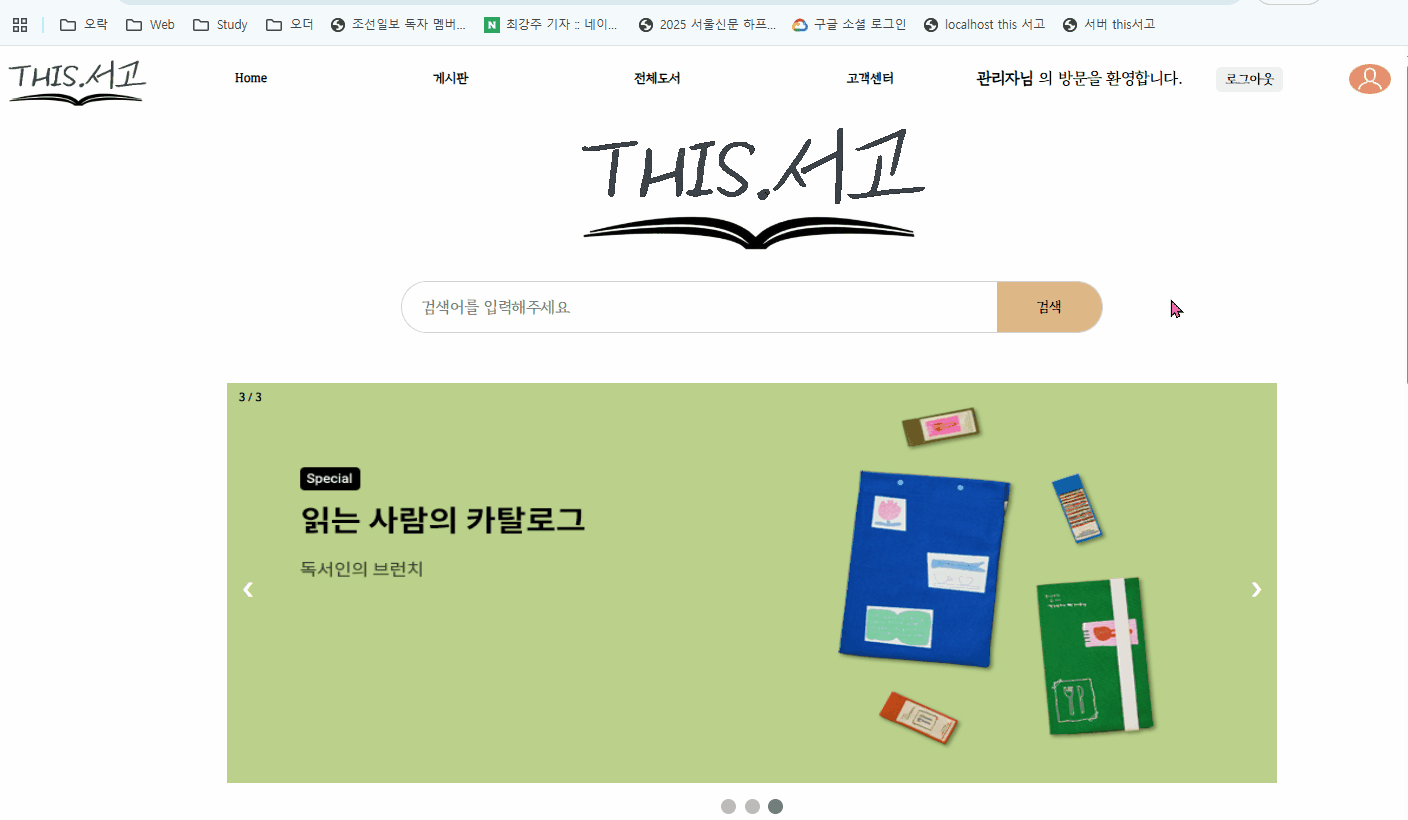 오락 Web Study 오더 조선일보 독자 멤버... N 최강주 기자 :: 네이... 2025 서울신문 하프... 구글 소셜 로그인 localhost this 서고 서버 this서고
THIS.서고 Home 게시판 전체도서 고객센터 관리자님 의 방문을 환영합니다. 로그아웃
THIS.서고
검색어를 입력해주세요 검색
3 / 3
Special
읽는 사람의 카탈로그
독서인의 브런치
❮ ❯